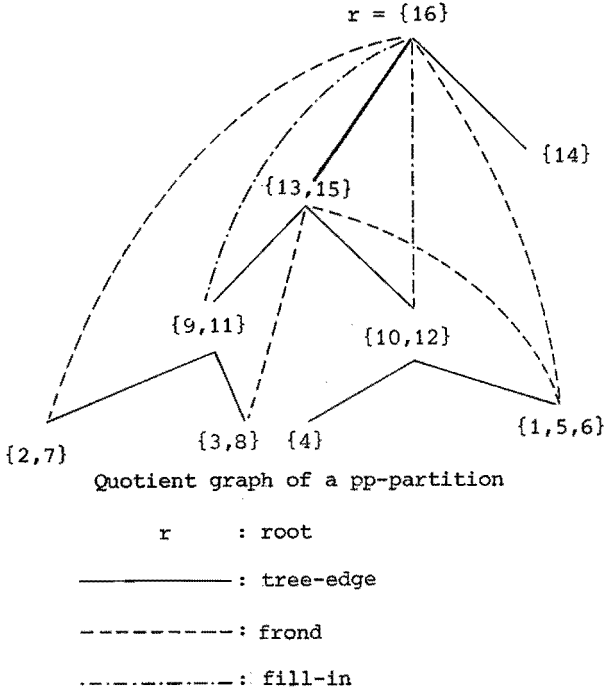 r = {16}
{14}
{13,15}
{9,11}
{10,12}
{2,7}
{3,8}
{4}
{1,5,6}
Quotient graph of a pp-partition
r : root
: tree-edge
: frond
: fill-in